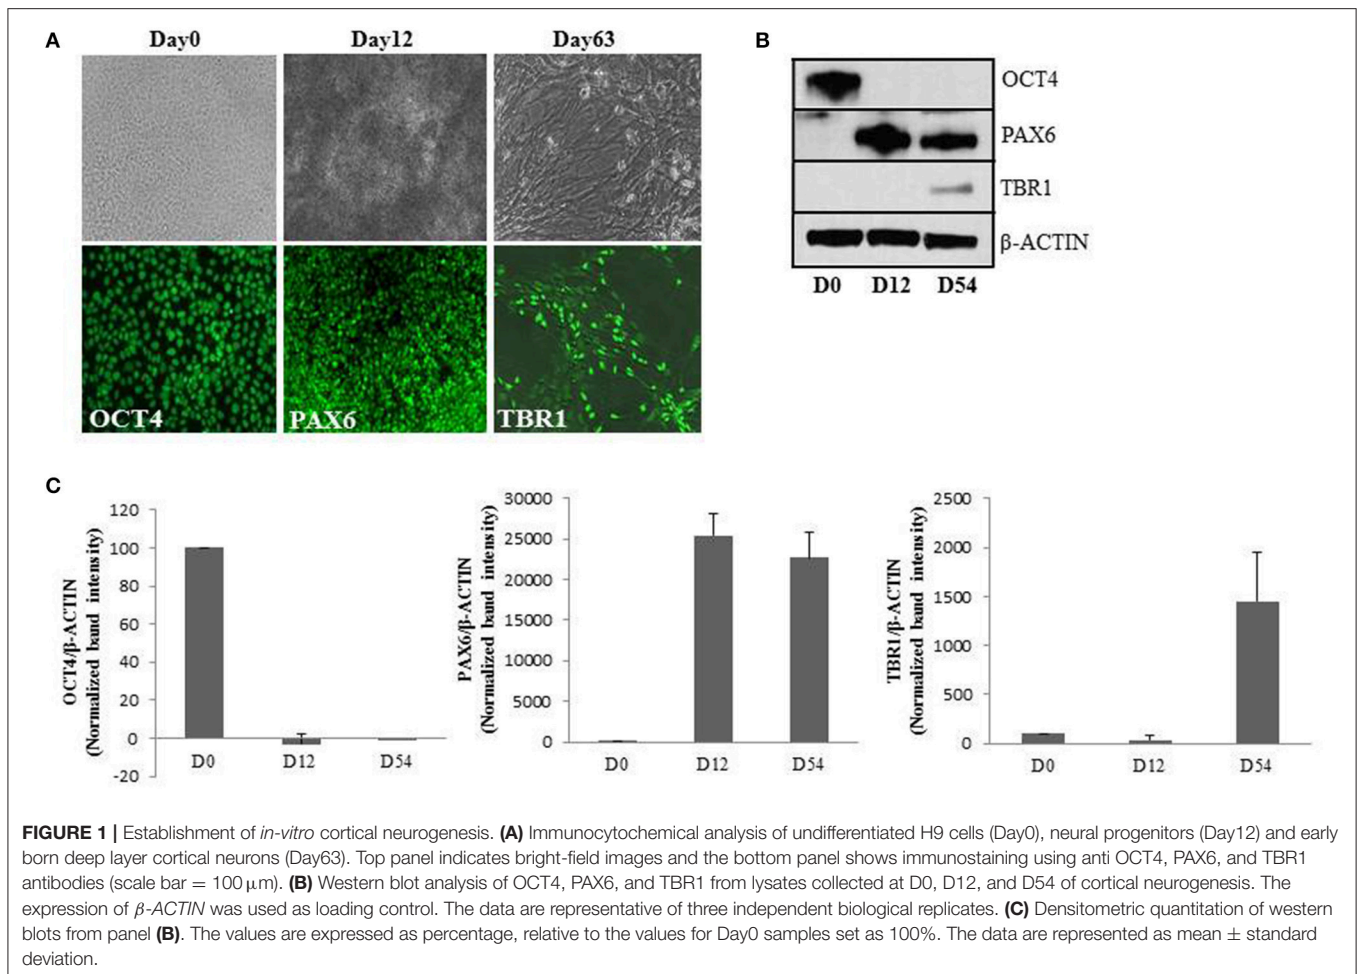 A
Day0
Day12
Day63
OCT4
PAX6
TBR1
B
OCT4
PAX6
TBR1
β-ACTIN
D0 D12 D54
C
OCT4/β-ACTIN
(Normalized band intensity)
120
100
80
60
40
20
0
-20
D0
D12
D54
PAX6/β-ACTIN
(Normalized band intensity)
30000
25000
20000
15000
10000
5000
0
D0
D12
D54
TBR1/β-ACTIN
(Normalized band intensity)
2500
2000
1500
1000
500
0
D0
D12
D54
FIGURE 1 | Establishment of in-vitro cortical neurogenesis. (A) Immunocytochemical analysis of undifferentiated H9 cells (Day0), neural progenitors (Day12) and early
born deep layer cortical neurons (Day63). Top panel indicates bright-field images and the bottom panel shows immunostaining using anti OCT4, PAX6, and TBR1
antibodies (scale bar = 100 μm). (B) Western blot analysis of OCT4, PAX6, and TBR1 from lysates collected at D0, D12, and D54 of cortical neurogenesis. The
expression of β-ACTIN was used as loading control. The data are representative of three independent biological replicates. (C) Densitometric quantitation of western
blots from panel (B). The values are expressed as percentage, relative to the values for Day0 samples set as 100%. The data are represented as mean ± standard
deviation.